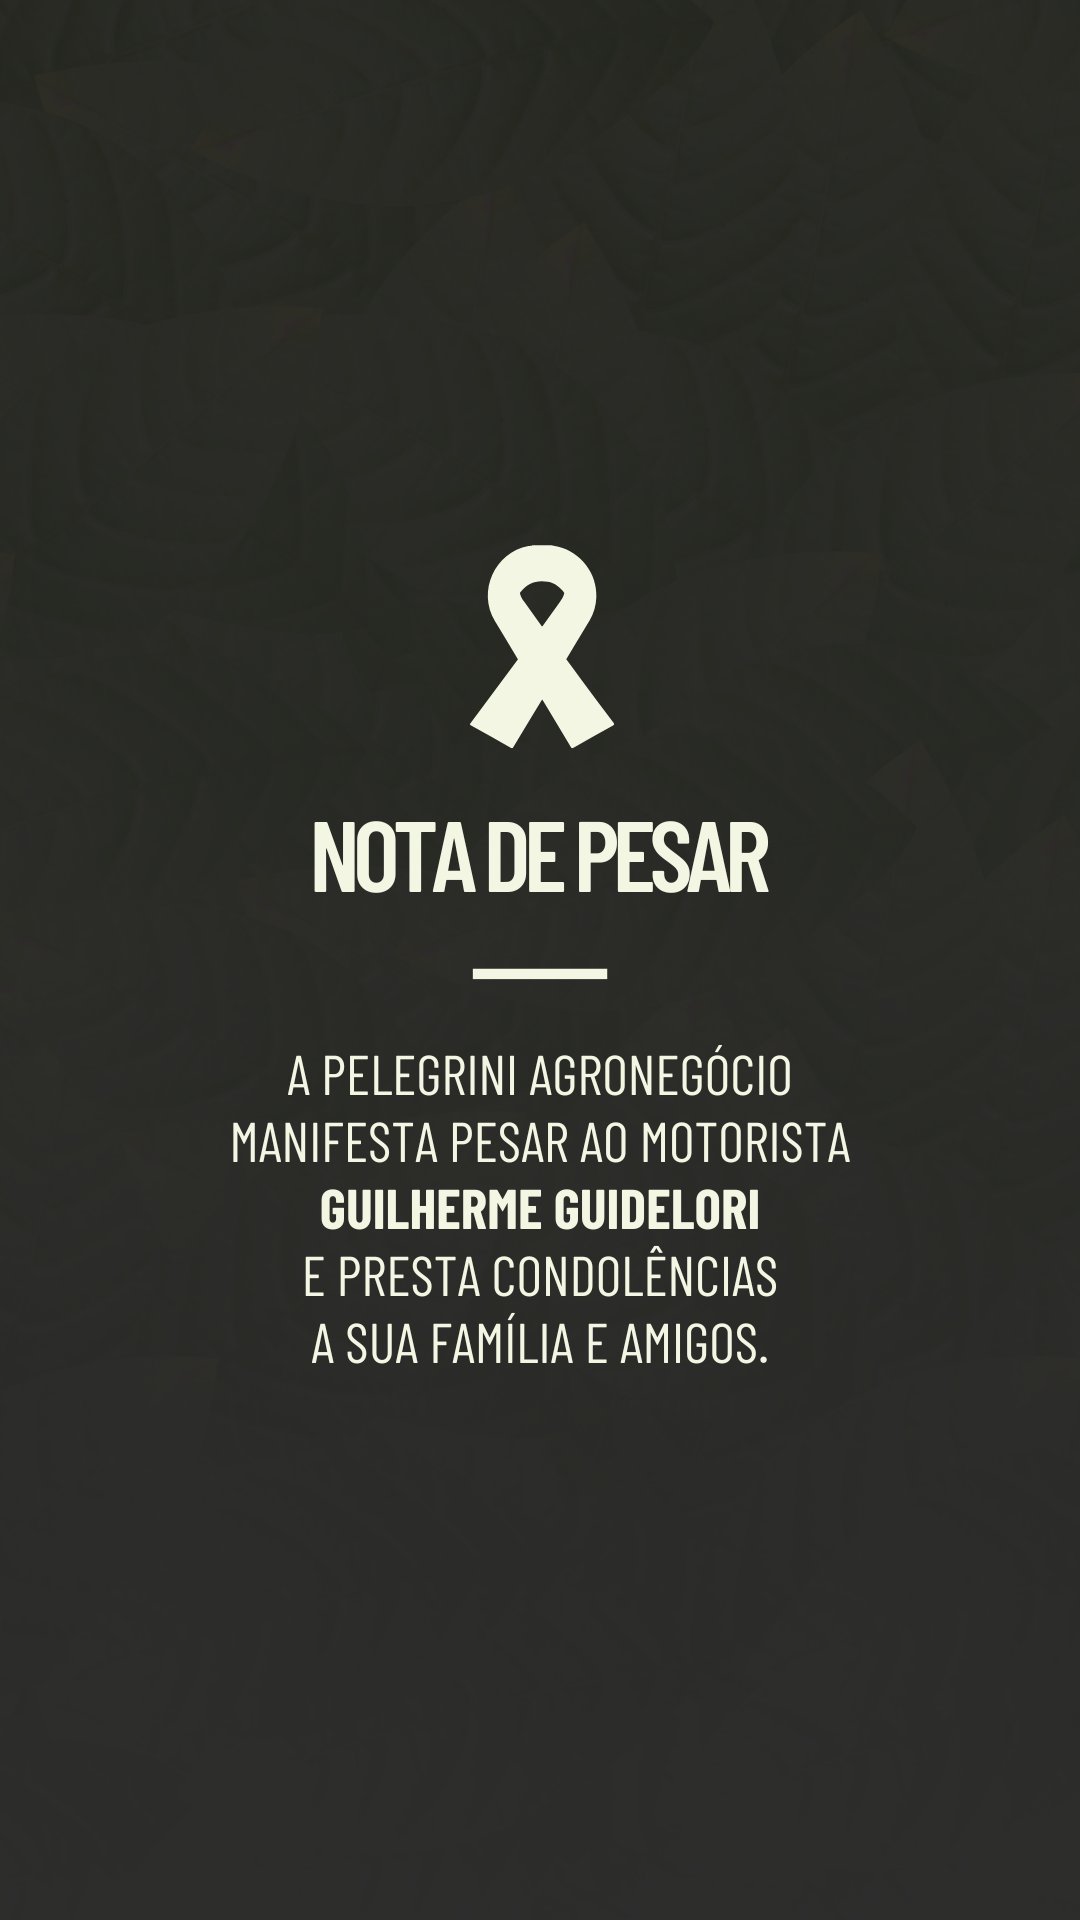 NOTA DE PESAR
A PELEGRINI AGRONEGÓCIO
MANIFESTA PESAR AO MOTORISTA
GUILHERME GUIDELORI
E PRESTA CONDOLÊNCIAS
A SUA FAMÍLIA E AMIGOS.